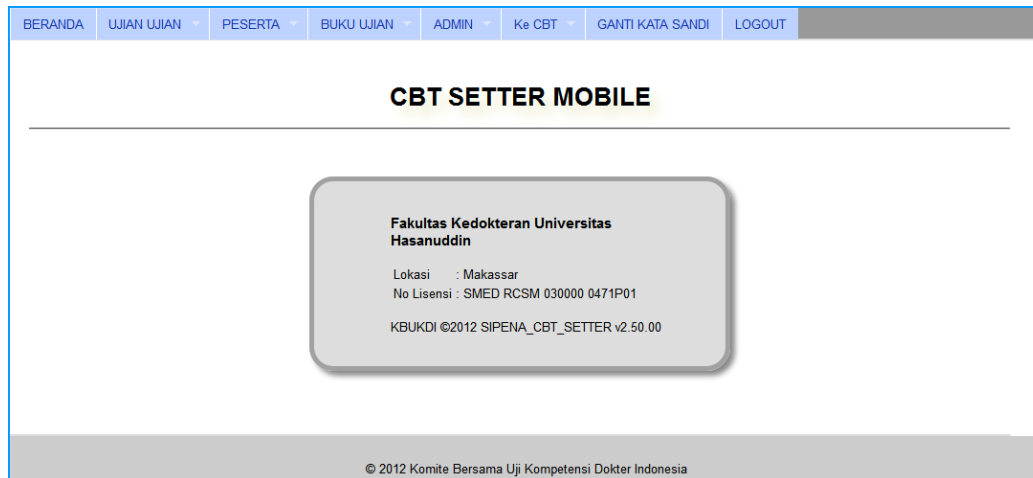 BERANDA UJIAN UJIAN PESERTA BUKU UJIAN ADMIN Ke CBT GANTI KATA SANDI LOGOUT
CBT SETTER MOBILE
Fakultas Kedokteran Universitas
Hasanuddin
Lokasi : Makassar
No Lisensi : SMED RCSM 030000 0471P01
KBUKDI ©2012 SIPENA_CBT_SETTER v2.50.00
© 2012 Komite Bersama Uji Kompetensi Dokter Indonesia